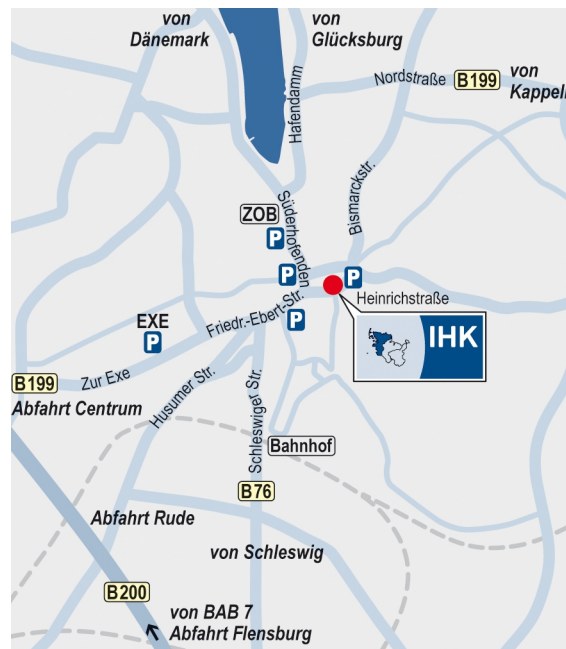 von
Dänemark
von
Glücksburg
Hafendamm
Nordstraße
B199
von
Kappel
Bismarckstr.
Süderhofenden
ZOB
P
P
P
Heinrichstraße
Friedr.-Ebert-Str.
P
EXE
P
IHK
Zur Exe
B199
Abfahrt Centrum
Husumer Str.
Schleswiger Str.
Bahnhof
B76
Abfahrt Rude
von Schleswig
B200
von BAB 7
Abfahrt Flensburg